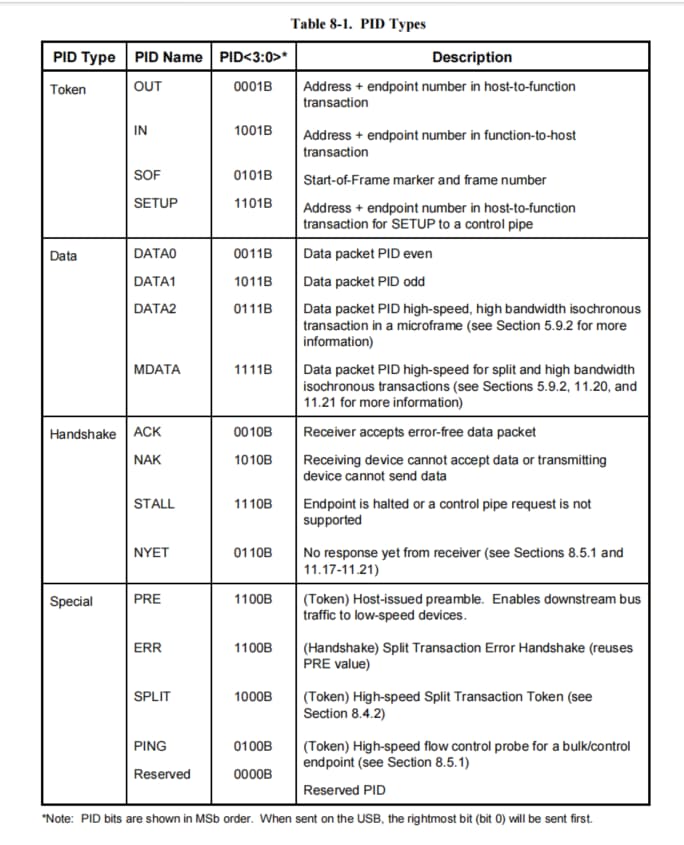 Table 8-1. PID Types
PID Type PID Name PID<3:0>* Description
Token OUT 0001B Address + endpoint number in host-to-function
transaction
IN 1001B Address + endpoint number in function-to-host
transaction
SOF 0101B Start-of-Frame marker and frame number
SETUP 1101B Address + endpoint number in host-to-function
transaction for SETUP to a control pipe
Data DATA0 0011B Data packet PID even
DATA1 1011B Data packet PID odd
DATA2 0111B Data packet PID high-speed, high bandwidth isochronous
transaction in a microframe (see Section 5.9.2 for more
information)
MDATA 1111B Data packet PID high-speed for split and high bandwidth
isochronous transactions (see Sections 5.9.2, 11.20, and
11.21 for more information)
Handshake ACK 0010B Receiver accepts error-free data packet
NAK 1010B Receiving device cannot accept data or transmitting
device cannot send data
STALL 1110B Endpoint is halted or a control pipe request is not
supported
NYET 0110B No response yet from receiver (see Sections 8.5.1 and
11.17-11.21)
Special PRE 1100B (Token) Host-issued preamble. Enables downstream bus
traffic to low-speed devices.
ERR 1100B (Handshake) Split Transaction Error Handshake (reuses
PRE value)
SPLIT 1000B (Token) High-speed Split Transaction Token (see
Section 8.4.2)
PING 0100B (Token) High-speed flow control probe for a bulk/control
endpoint (see Section 8.5.1)
Reserved 0000B Reserved PID
*Note: PID bits are shown in MSb order. When sent on the USB, the rightmost bit (bit 0) will be sent first.